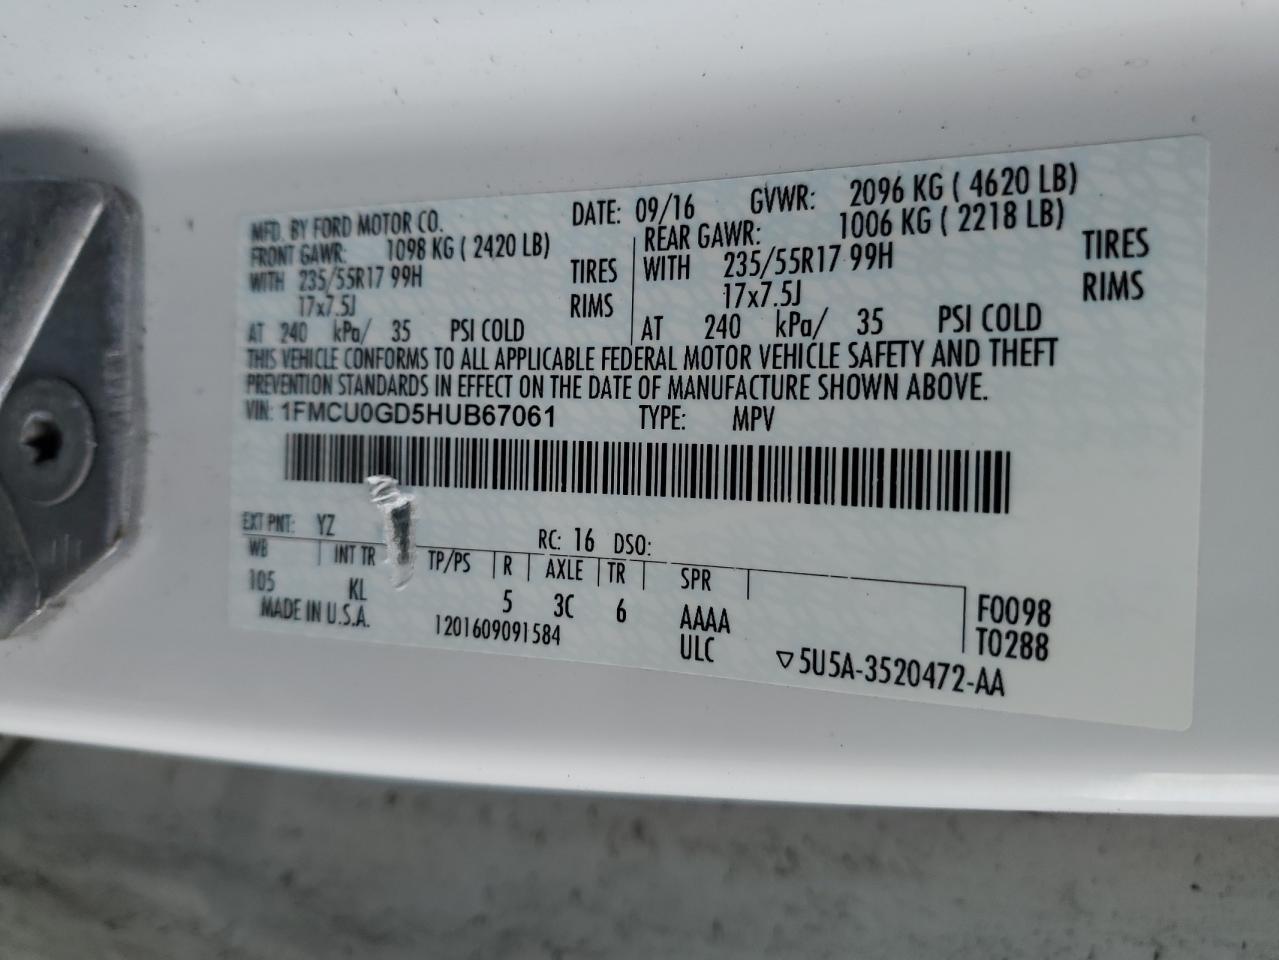 MFD. BY FORD MOTOR CO. DATE: 09/16 GVWR: 2096 KG ( 4620 LB)
FRONT GAWR: 1098 KG ( 2420 LB) REAR GAWR: 1006 KG ( 2218 LB)
WITH 235/55R17 99H TIRES WITH 235/55R17 99H TIRES
17x7.5J RIMS 17x7.5J RIMS
AT 240 kPa/ 35 PSI COLD AT 240 kPa/ 35 PSI COLD
THIS VEHICLE CONFORMS TO ALL APPLICABLE FEDERAL MOTOR VEHICLE SAFETY AND THEFT
PREVENTION STANDARDS IN EFFECT ON THE DATE OF MANUFACTURE SHOWN ABOVE.
VIN: 1FMCU0GD5HUB67061 TYPE: MPV
EXT PNT: YZ RC: 16 DSO:
WB INT TR TP/PS R AXLE TR SPR
105 KL 5 3C 6 AAAA F0098
MADE IN U.S.A. 1201609091584 ULC T0288
▽5U5A-3520472-AA